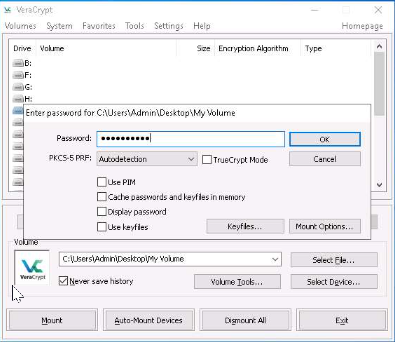 VeraCrypt
Volumes System Favorites Tools Settings Help Homepage
Drive Volume Size Encryption Algorithm Type
B:
F:
G:
H:
Enter password for C:\Users\Admin\Desktop\My Volume
Password: ●●●●●●●●●● OK
PKCS-5 PRF: Autodetection TrueCrypt Mode Cancel
Use PIM
Cache passwords and keyfiles in memory
Display password
Use keyfiles Keyfiles... Mount Options...
Volume
C:\Users\Admin\Desktop\My Volume Select File...
VeraCrypt
Never save history Volume Tools... Select Device...
Mount Auto-Mount Devices Dismount All Exit